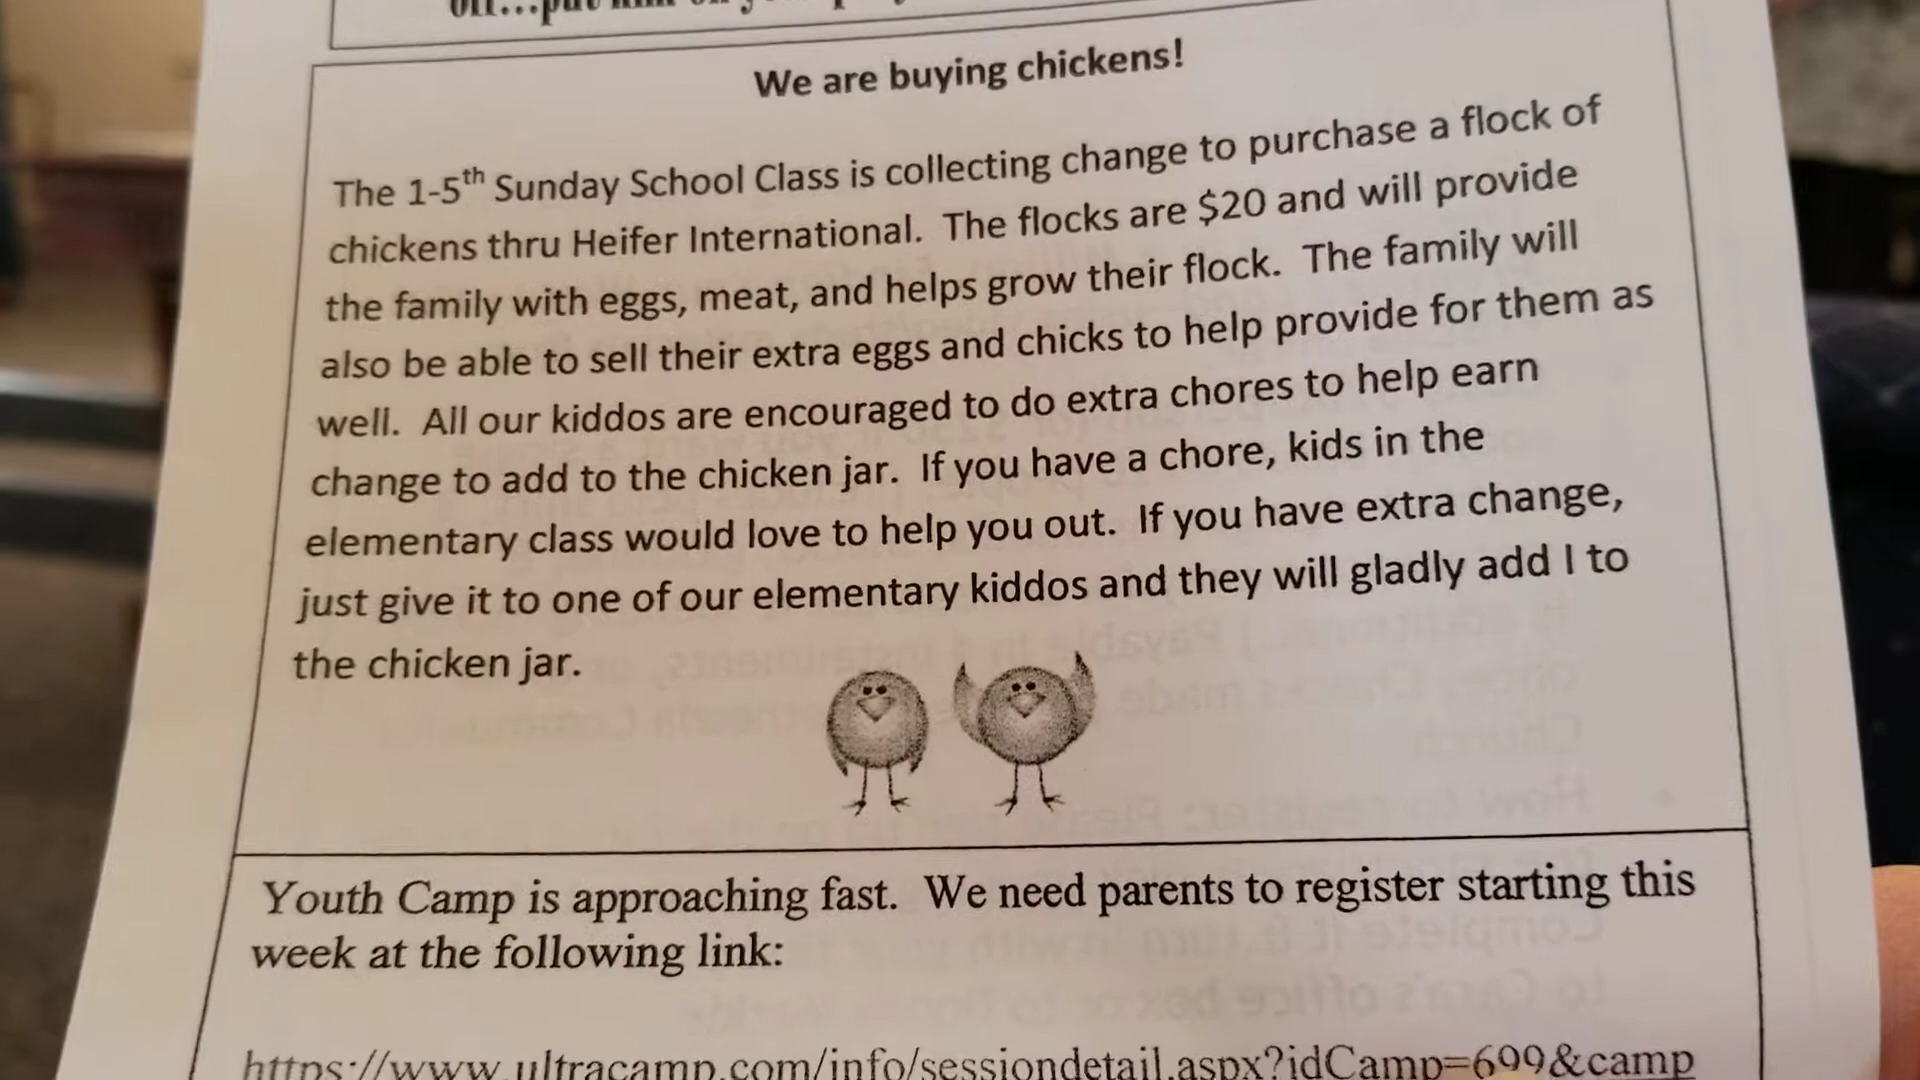 We are buying chickens!
The 1-5th Sunday School Class is collecting change to purchase a flock of
chickens thru Heifer International. The flocks are $20 and will provide
the family with eggs, meat, and helps grow their flock. The family will
also be able to sell their extra eggs and chicks to help provide for them as
well. All our kiddos are encouraged to do extra chores to help earn
change to add to the chicken jar. If you have a chore, kids in the
elementary class would love to help you out. If you have extra change,
just give it to one of our elementary kiddos and they will gladly add I to
the chicken jar.
Youth Camp is approaching fast. We need parents to register starting this
week at the following link:
https://www.ultracamp.com/info/sessiondetail.aspx?idCamp=699&camp